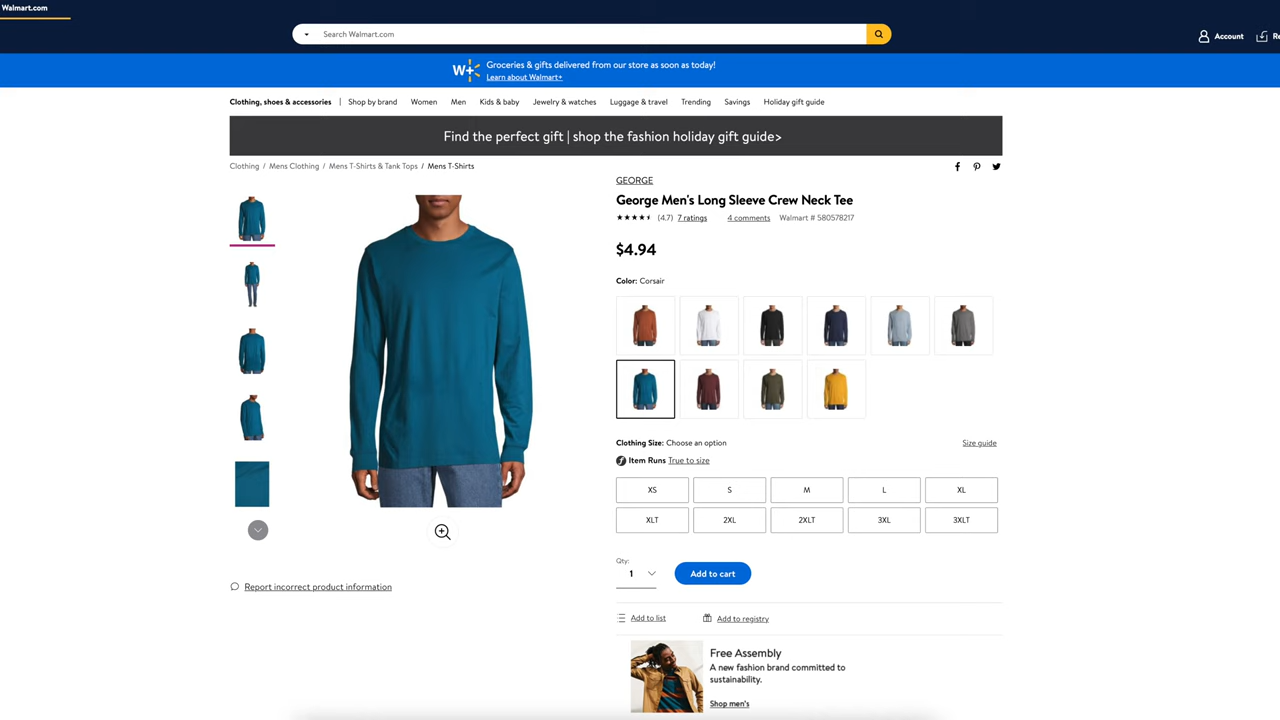 Walmart.com
Search Walmart.com
Account
W+
Groceries & gifts delivered from our store as soon as today!
Learn about Walmart+
Clothing, shoes & accessories | Shop by brand Women Men Kids & baby Jewelry & watches Luggage & travel Trending Savings Holiday gift guide
Find the perfect gift | shop the fashion holiday gift guide>
Clothing / Mens Clothing / Mens T-Shirts & Tank Tops / Mens T-Shirts
GEORGE
George Men's Long Sleeve Crew Neck Tee
(4.7) 7 ratings 4 comments Walmart # 580578217
$4.94
Color: Corsair
Clothing Size: Choose an option Size guide
Item Runs True to size
XS S M L XL
XLT 2XL 2XLT 3XL 3XLT
Qty:
1 Add to cart
Report incorrect product information
Add to list Add to registry
Free Assembly
A new fashion brand committed to
sustainability.
Shop men's